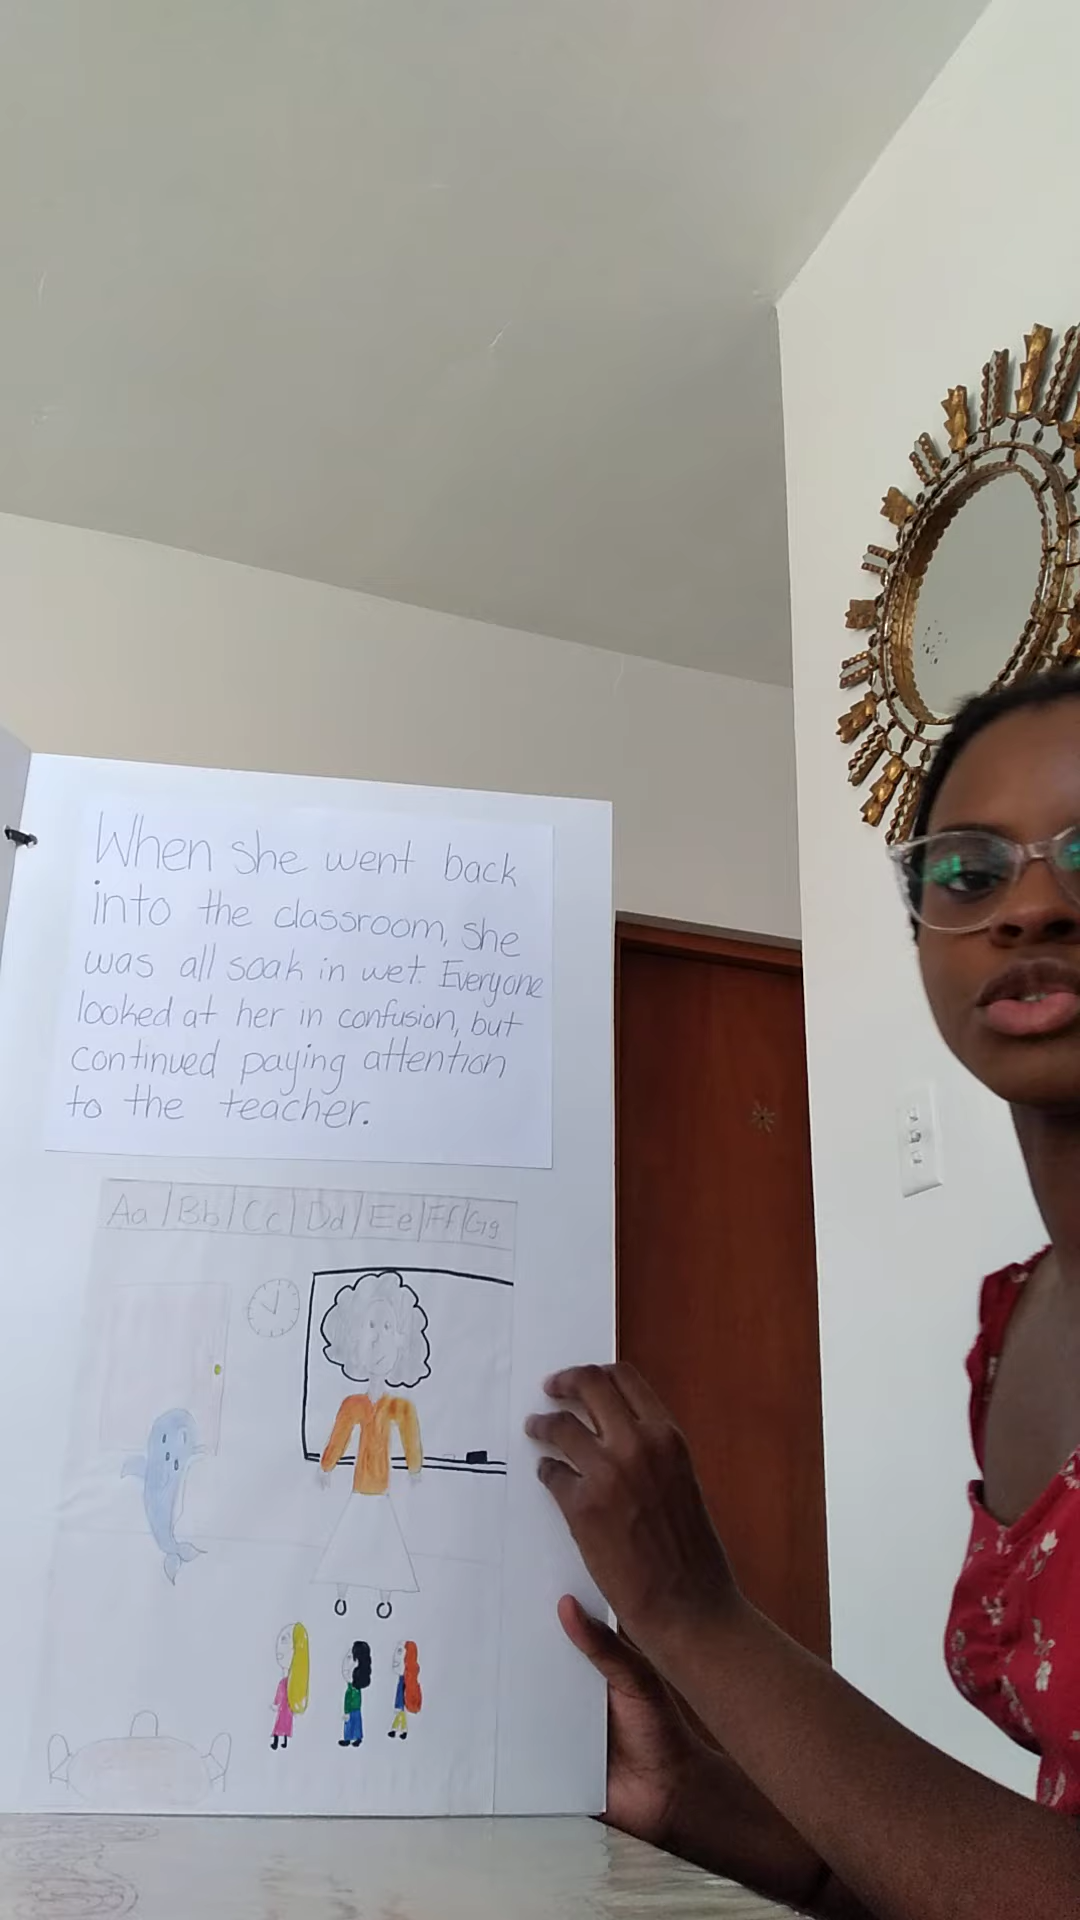 When she went back
into the classroom, she
was all soak in wet. Everyone
looked at her in confusion, but
continued paying attention
to the teacher.
Aa Bb Cc Dd Ee Ff Gg